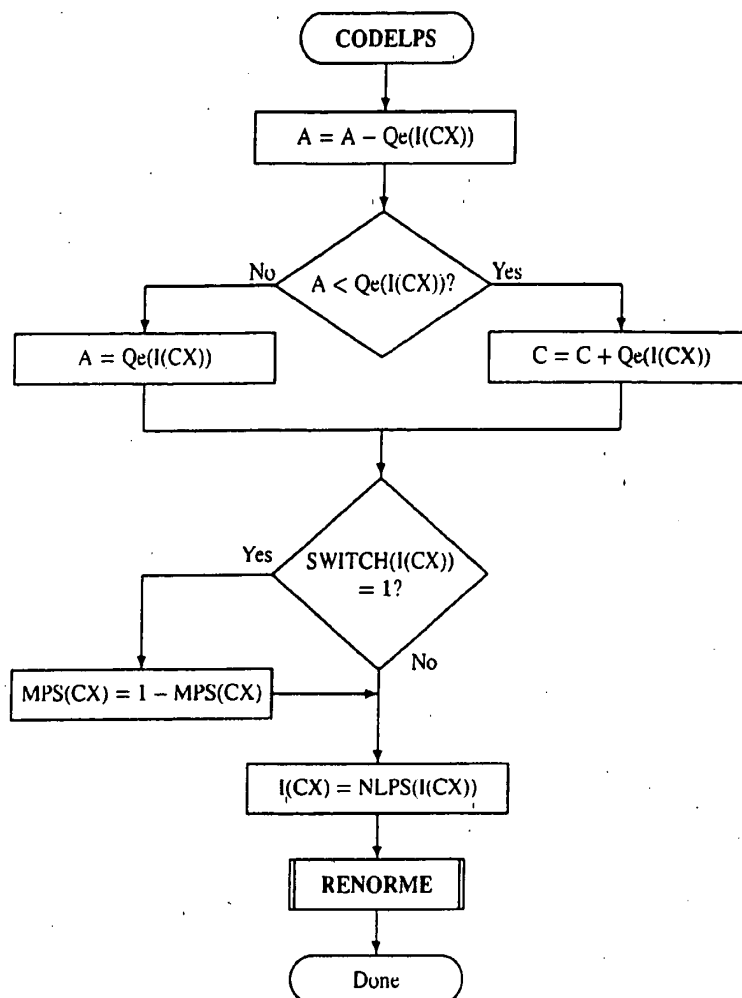 CODELPS
A = A − Qe(I(CX))
A < Qe(I(CX))?
No
Yes
A = Qe(I(CX))
C = C + Qe(I(CX))
SWITCH(I(CX))
= 1?
Yes
No
MPS(CX) = 1 − MPS(CX)
I(CX) = NLPS(I(CX))
RENORME
Done